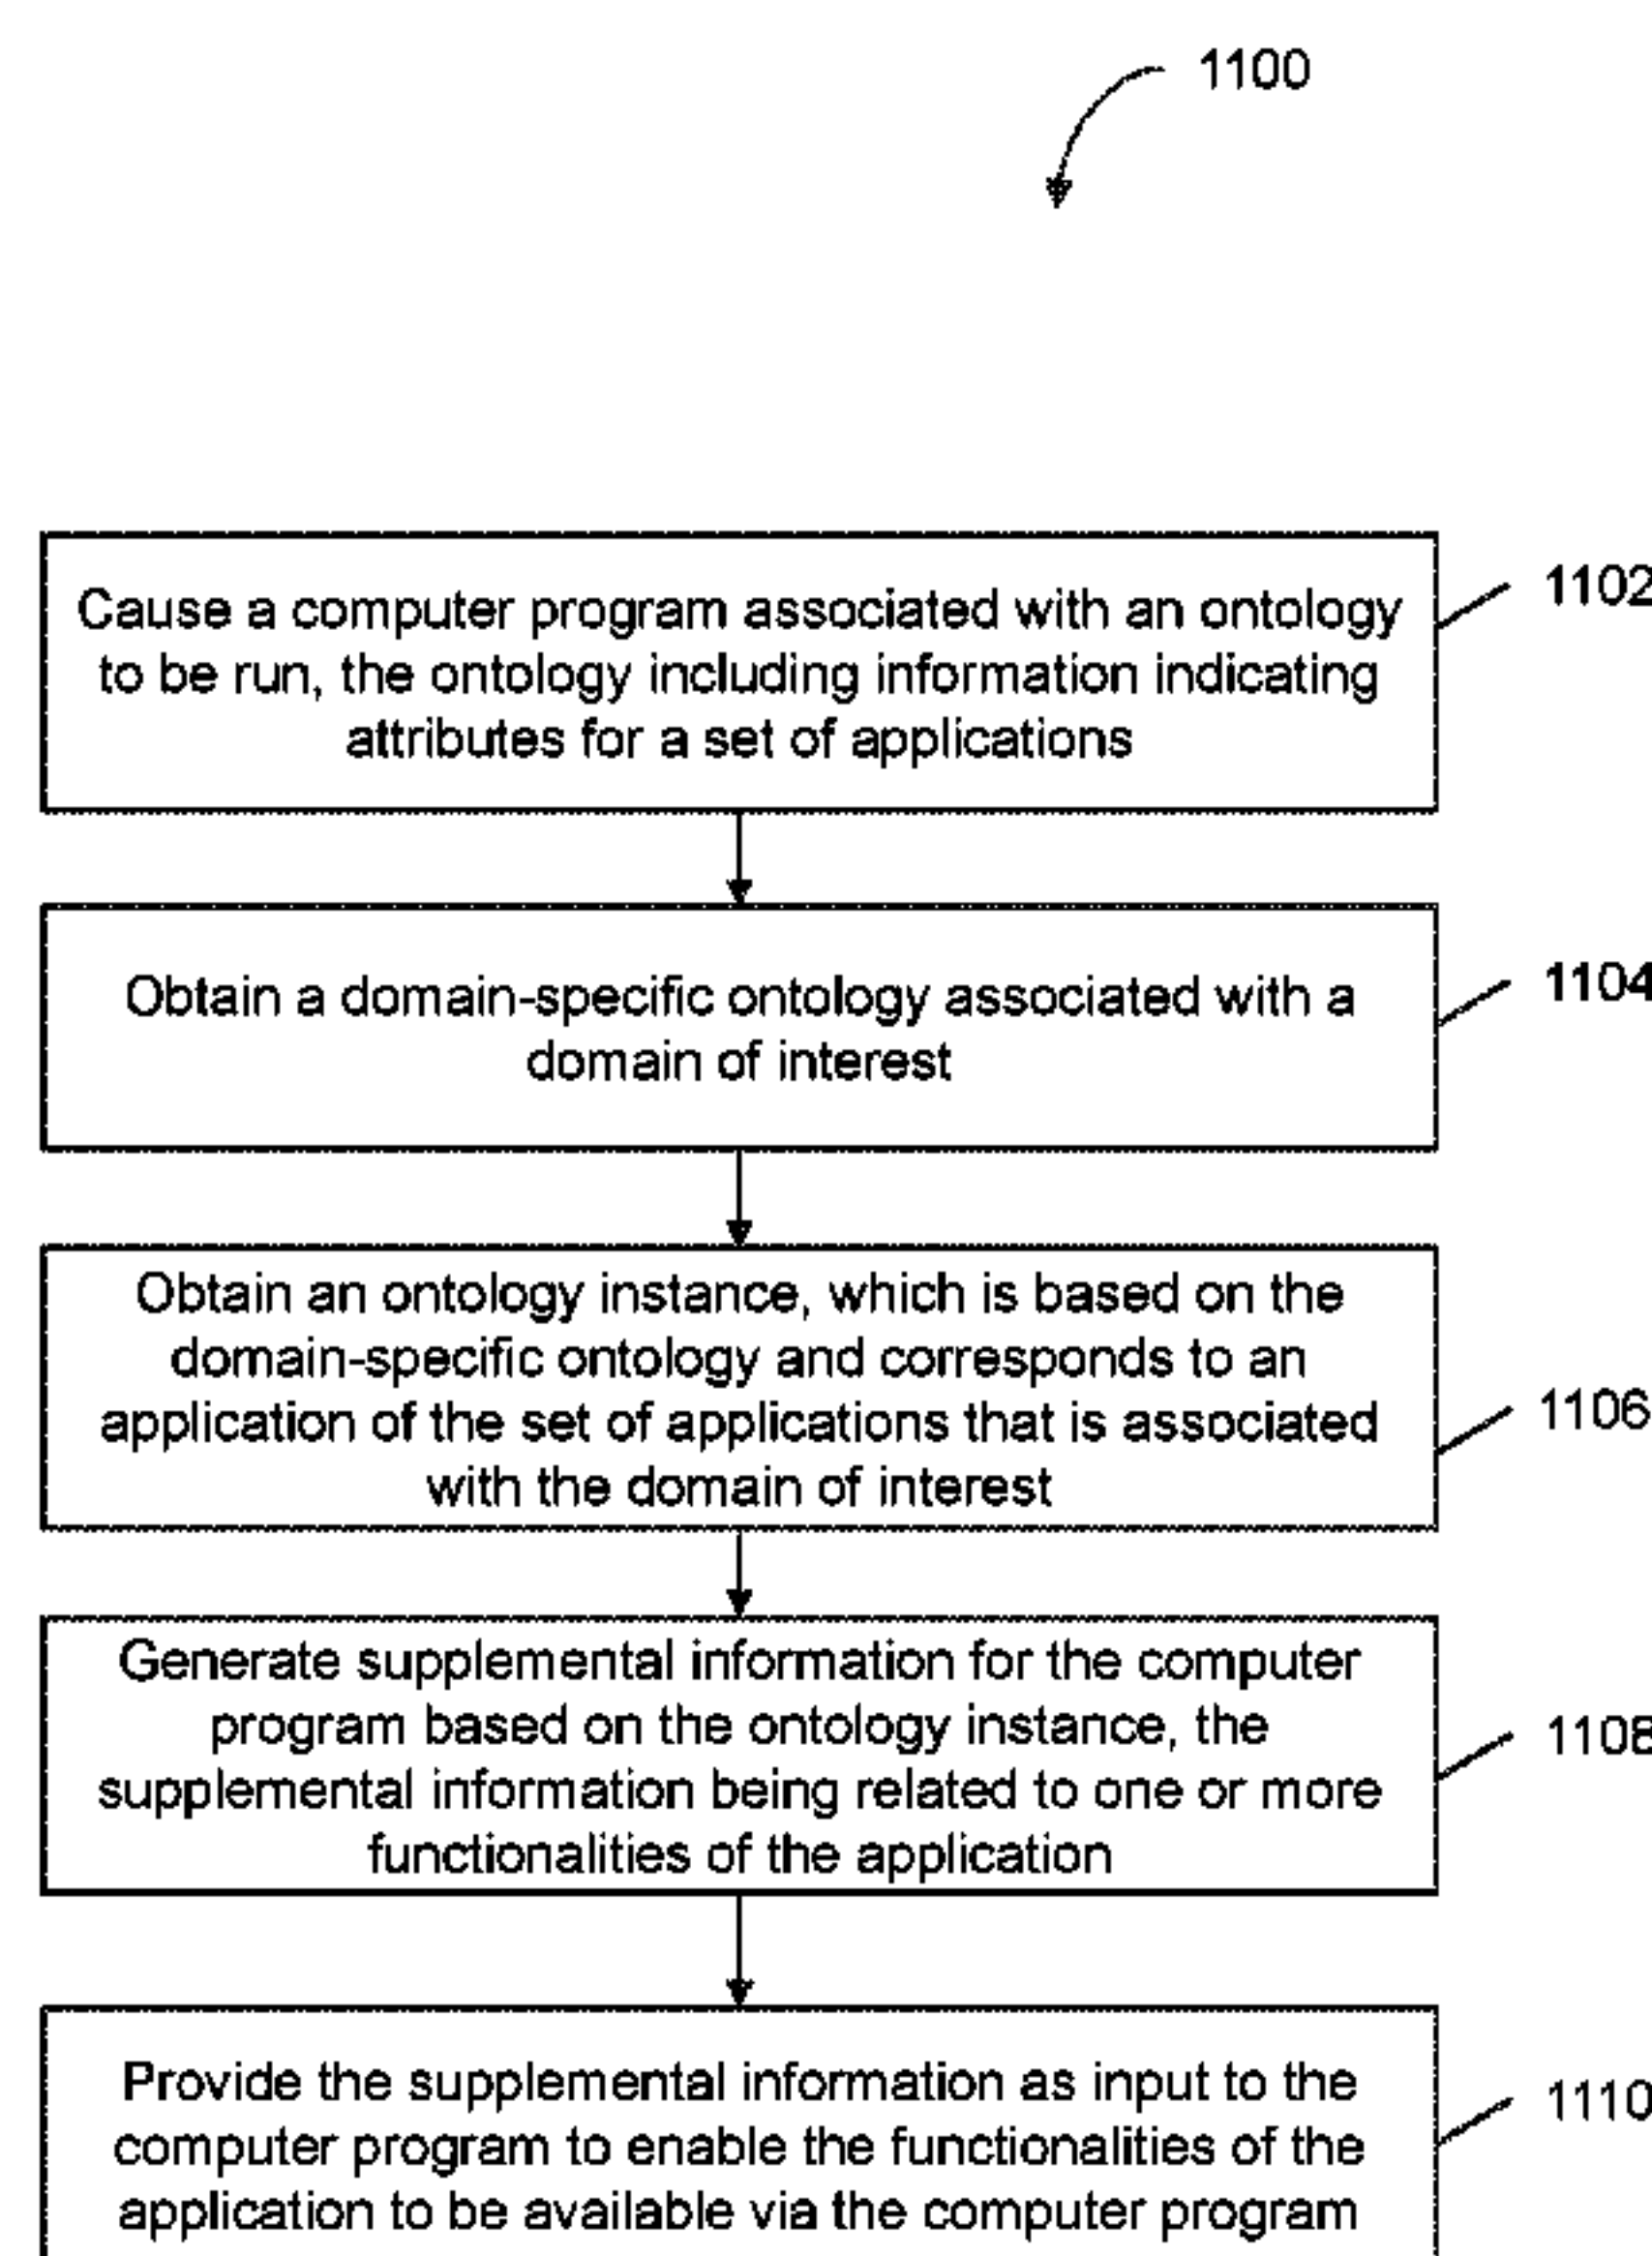 1100
Cause a computer program associated with an ontology
to be run, the ontology including information indicating
attributes for a set of applications
1102
Obtain a domain-specific ontology associated with a
domain of interest
1104
Obtain an ontology instance, which is based on the
domain-specific ontology and corresponds to an
application of the set of applications that is associated
with the domain of interest
1106
Generate supplemental information for the computer
program based on the ontology instance, the
supplemental information being related to one or more
functionalities of the application
1108
Provide the supplemental information as input to the
computer program to enable the functionalities of the
application to be available via the computer program
1110